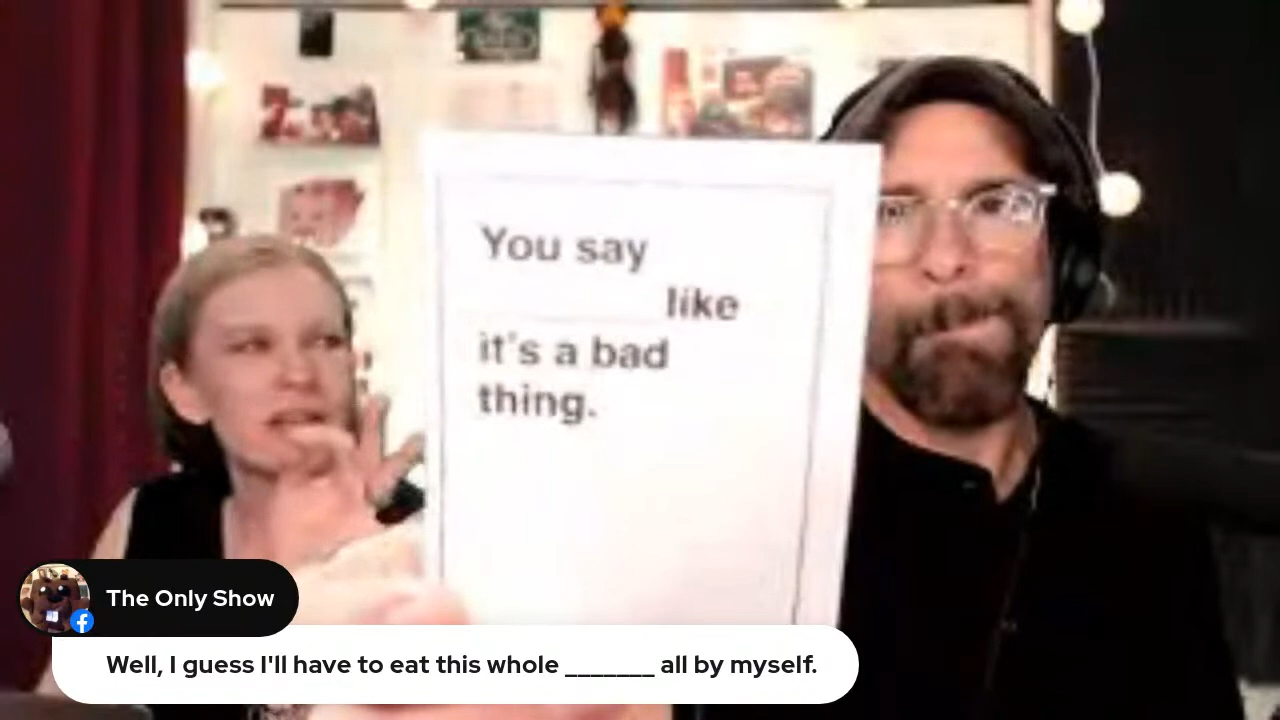 You say
_______ like
it's a bad
thing.
The Only Show
Well, I guess I'll have to eat this whole _______ all by myself.